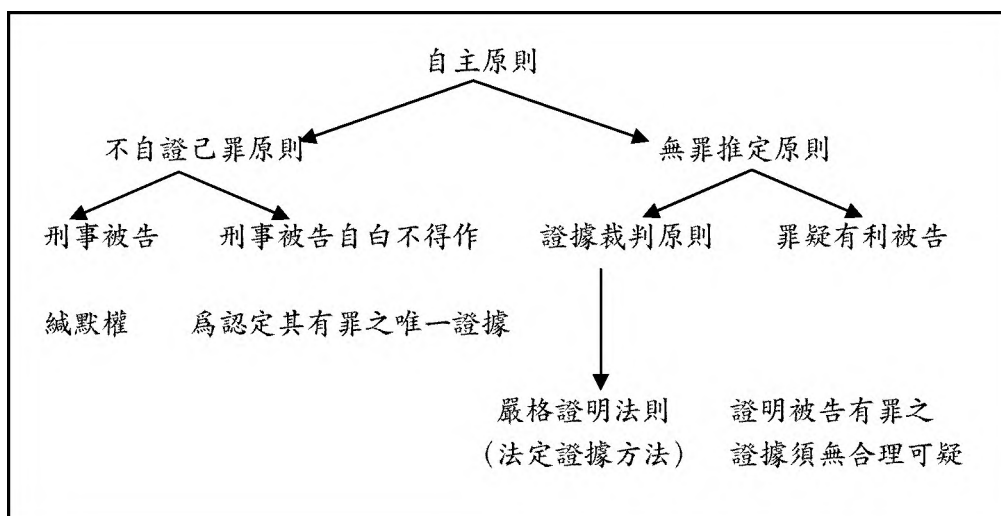 自主原則
不自證己罪原則 無罪推定原則
刑事被告 刑事被告自白不得作 證據裁判原則 罪疑有利被告
緘默權 爲認定其有罪之唯一證據
嚴格證明法則 證明被告有罪之
(法定證據方法) 證據須無合理可疑